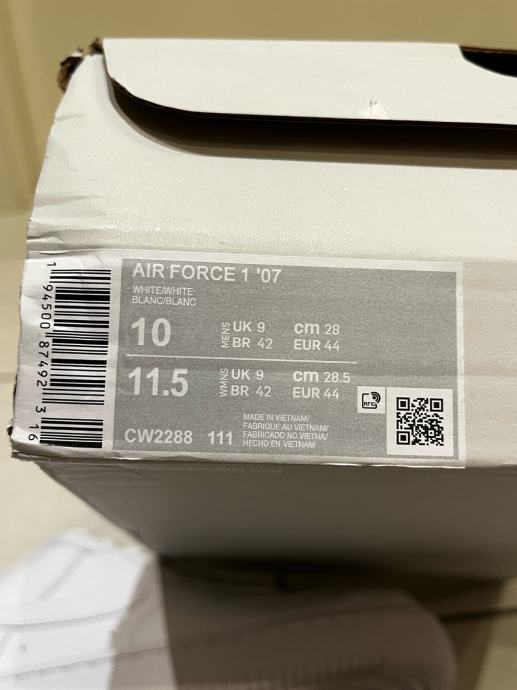 AIR FORCE 1 '07
WHITE/WHITE
BLANC/BLANC
10 MENS UK 9 cm 28
BR 42 EUR 44
11.5 WMNS UK 9 cm 28.5
BR 42 EUR 44
RFID
MADE IN VIETNAM/
FABRIQUE AU VIETNAM/
FABRICADO NO VIETNA/
HECHO EN VIETNAM
CW2288 111
1 94500 87492 3 16